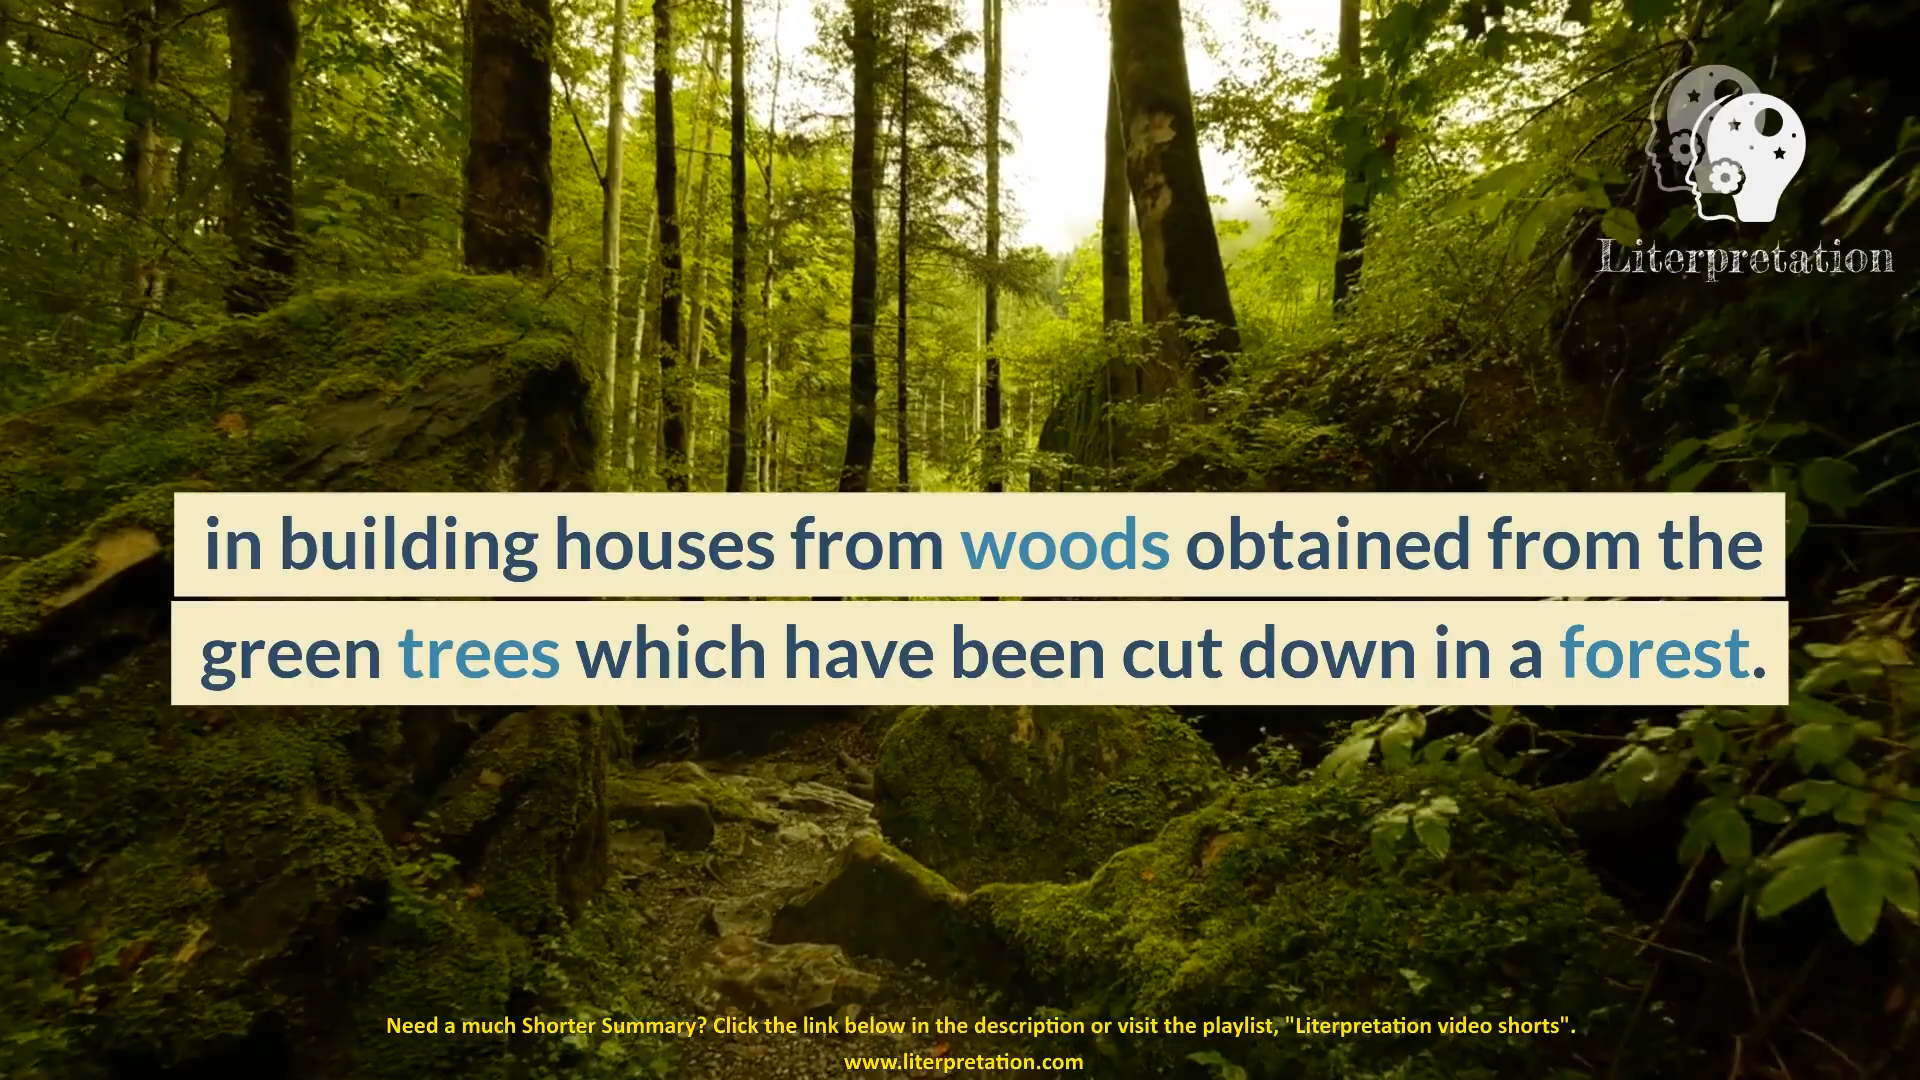 Literpretation
in building houses from woods obtained from the
green trees which have been cut down in a forest.
Need a much Shorter Summary? Click the link below in the description or visit the playlist, "Literpretation video shorts".
www.literpretation.com